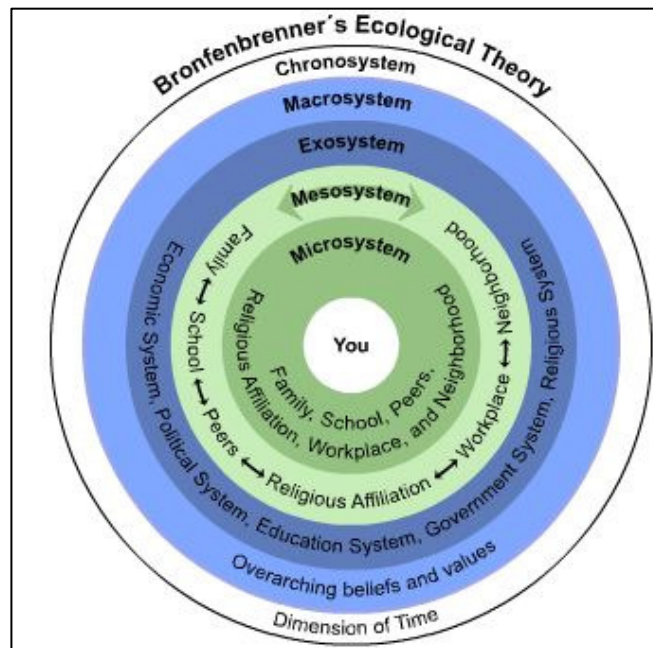 Bronfenbrenner´s Ecological Theory
Chronosystem
Macrosystem
Exosystem
Mesosystem
Microsystem
You
Family, School, Peers,
Religious Affiliation, Workplace, and Neighborhood
Family ↔ School ↔ Peers ↔ Religious Affiliation ↔ Workplace ↔ Neighborhood
Economic System, Political System, Education System, Government System, Religious System
Overarching beliefs and values
Dimension of Time